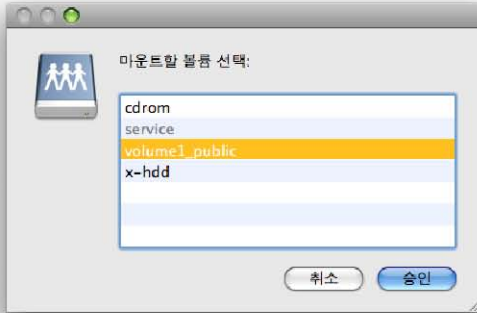 마운트할 볼륨 선택:
cdrom
service
volume1_public
x-hdd
취소
승인